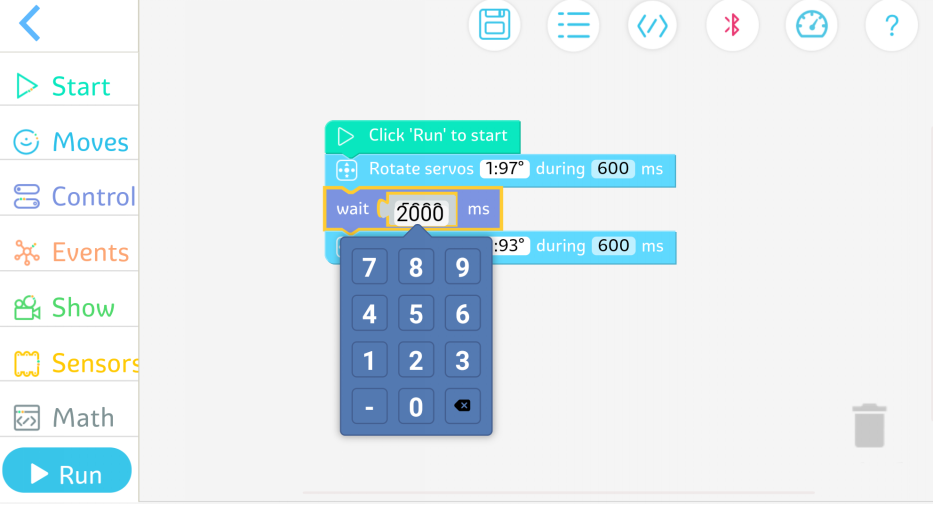 ?
Start
Moves
Control
Events
Show
Sensors
Math
Run
Click 'Run' to start
Rotate servos 1:97° during 600 ms
wait 2000 ms
:93° during 600 ms
7 8 9
4 5 6
1 2 3
- 0